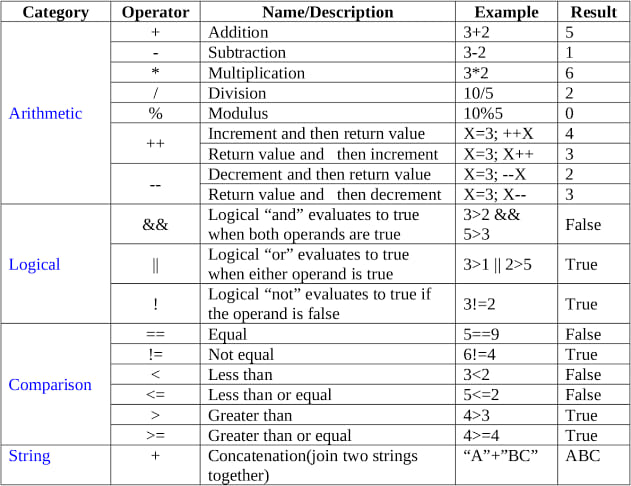 Category Operator Name/Description Example Result
Arithmetic
+ Addition 3+2 5
- Subtraction 3-2 1
* Multiplication 3*2 6
/ Division 10/5 2
% Modulus 10%5 0
++ Increment and then return value X=3; ++X 4
Return value and then increment X=3; X++ 3
-- Decrement and then return value X=3; --X 2
Return value and then decrement X=3; X-- 3
Logical
&& Logical “and” evaluates to true 3>2 && False
when both operands are true 5>3
|| Logical “or” evaluates to true 3>1 || 2>5 True
when either operand is true
! Logical “not” evaluates to true if 3!=2 True
the operand is false
Comparison
== Equal 5==9 False
!= Not equal 6!=4 True
< Less than 3<2 False
<= Less than or equal 5<=2 False
> Greater than 4>3 True
>= Greater than or equal 4>=4 True
String + Concatenation(join two strings “A”+”BC” ABC
together)